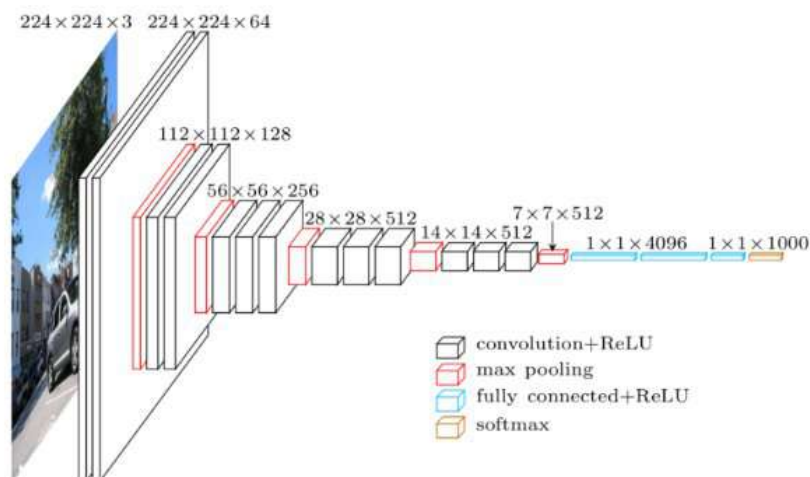 224×224×3
224×224×64
112×112×128
56×56×256
28×28×512
14×14×512
7×7×512
1×1×4096
1×1×1000
convolution+ReLU
max pooling
fully connected+ReLU
softmax